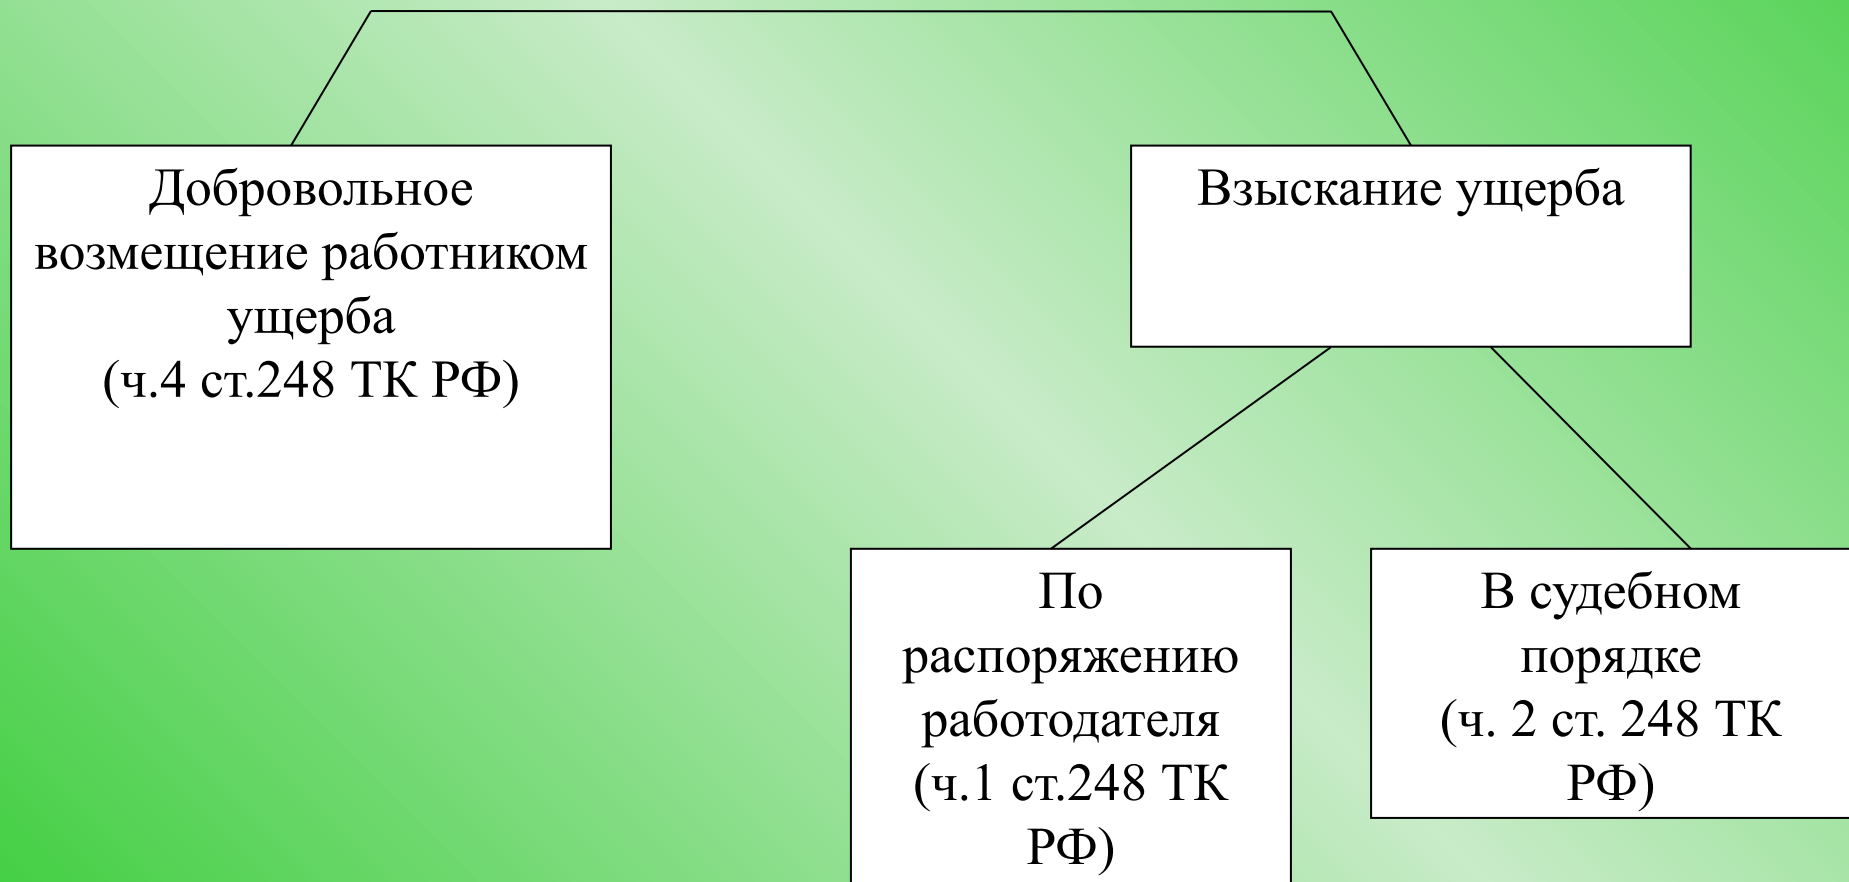 Добровольное
возмещение работником
ущерба
(ч.4 ст.248 ТК РФ)
Взыскание ущерба
По
распоряжению
работодателя
(ч.1 ст.248 ТК
РФ)
В судебном
порядке
(ч. 2 ст. 248 ТК
РФ)